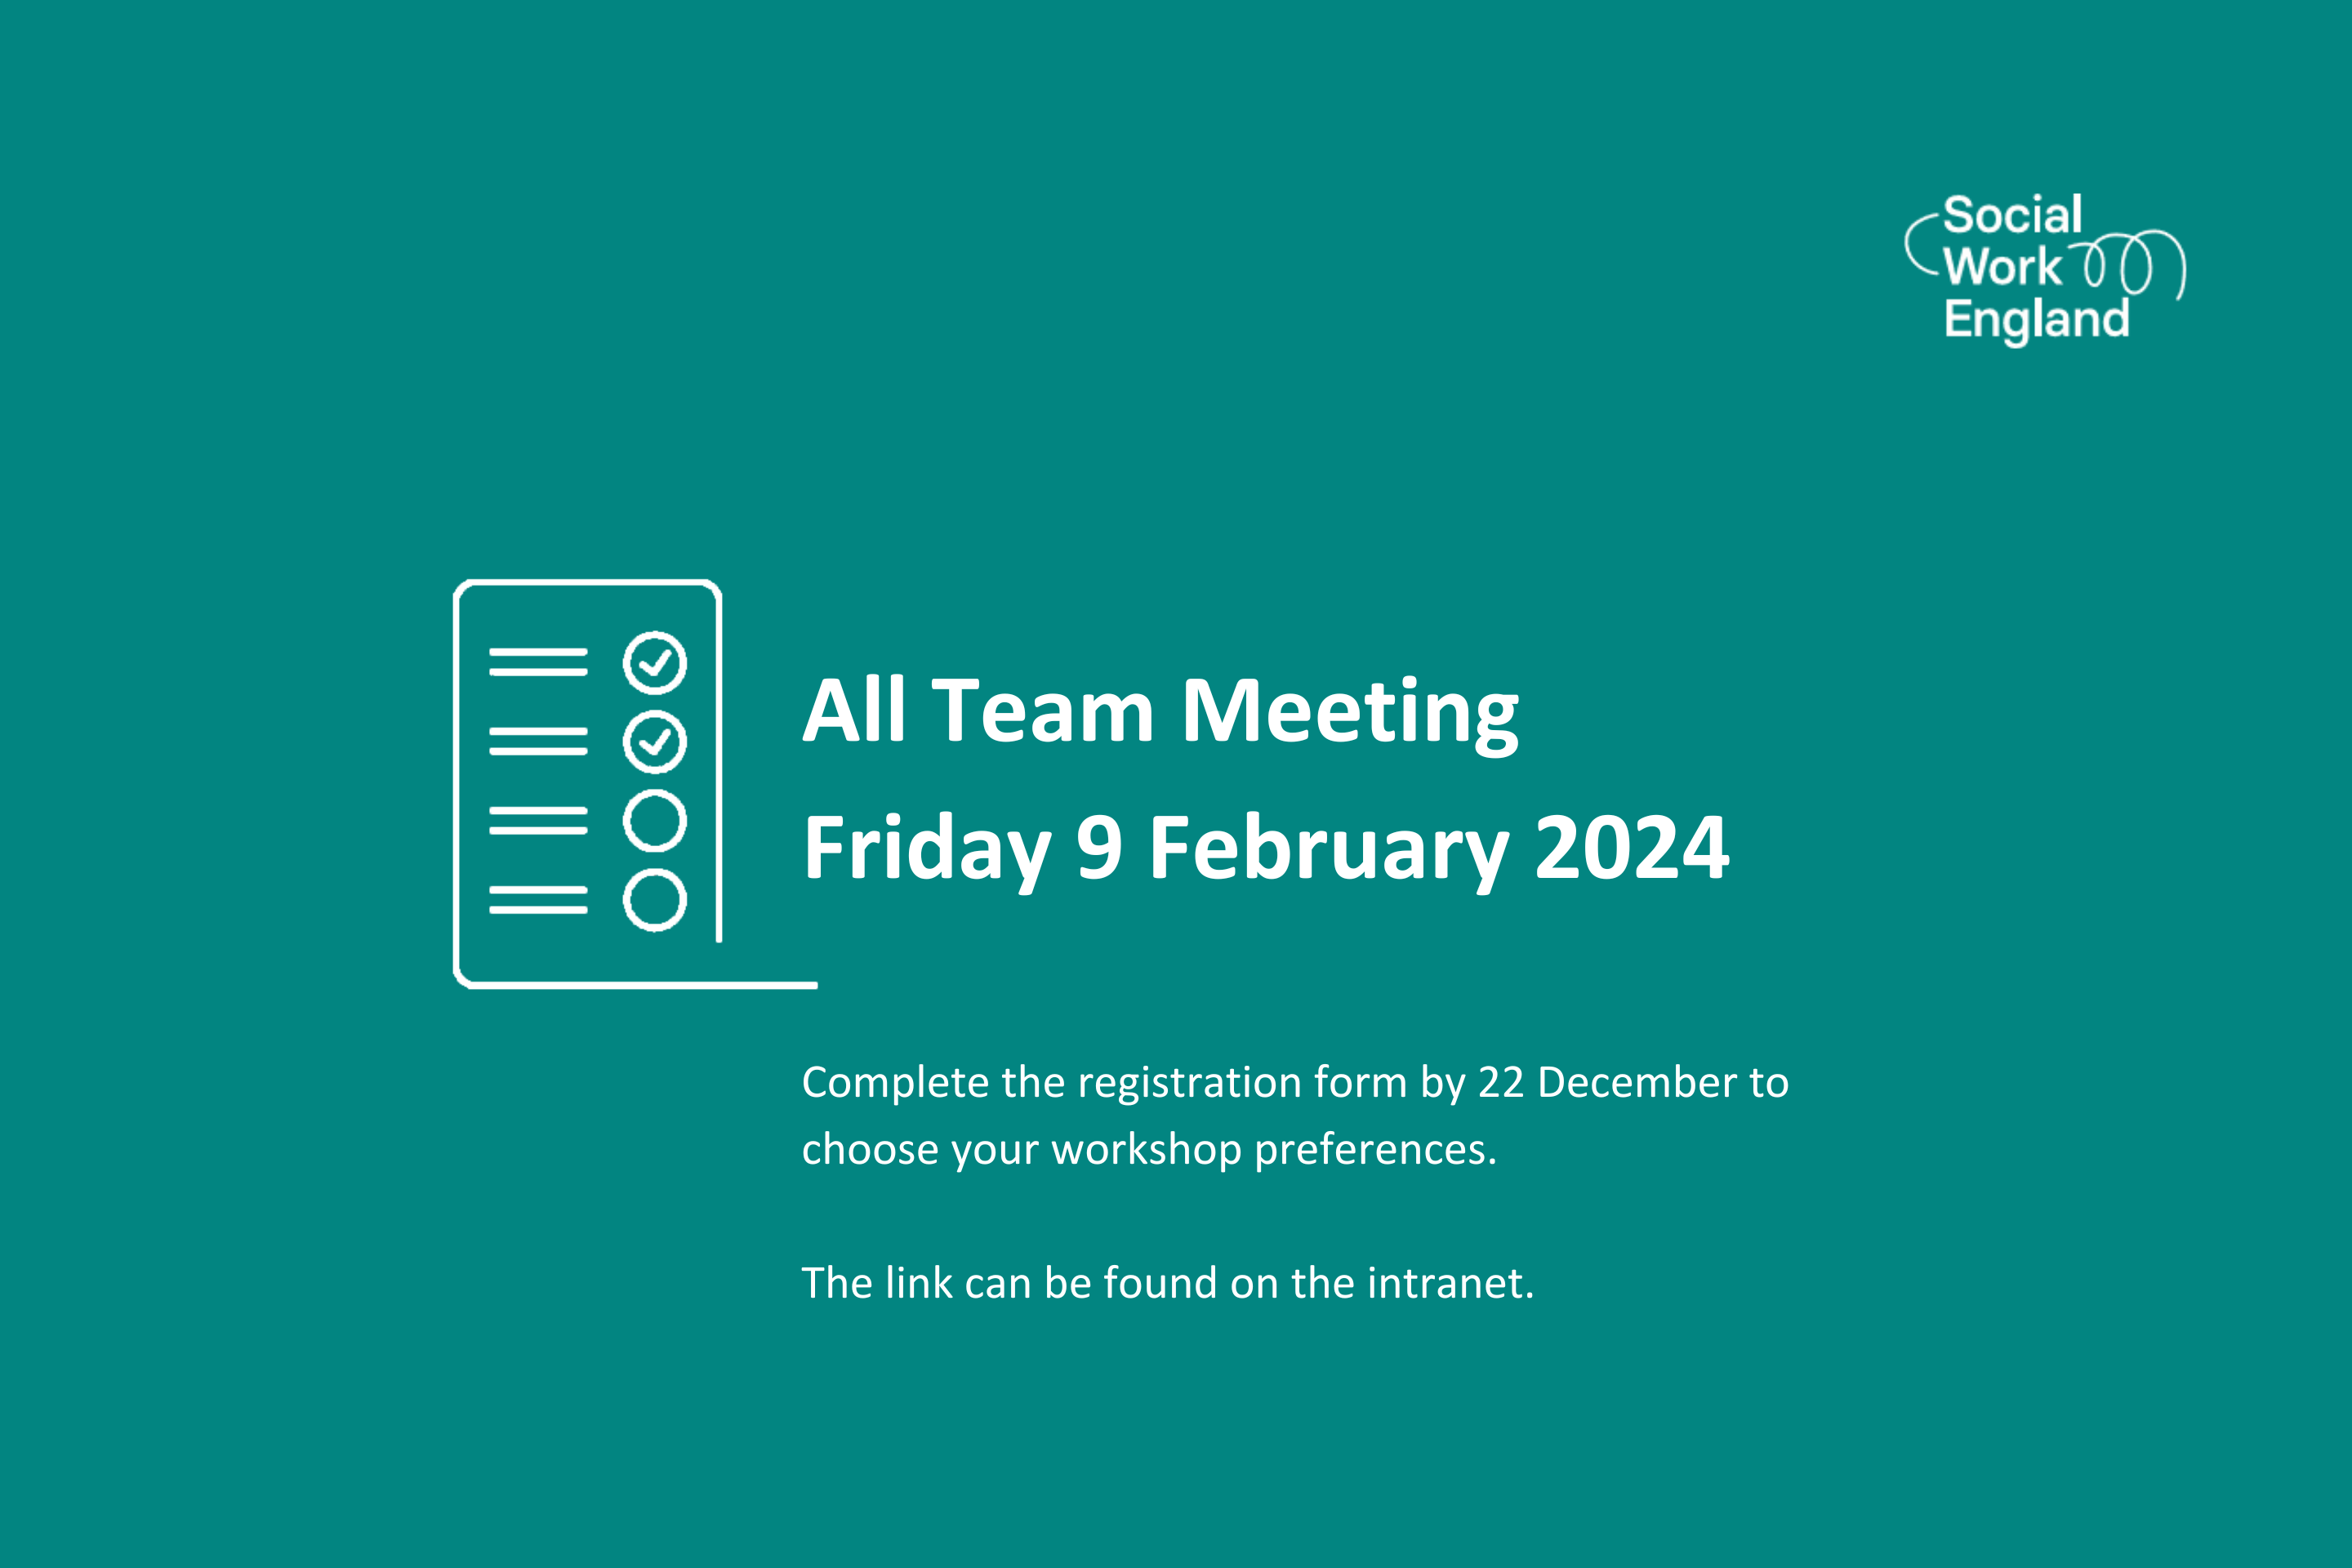 Social
Work
England
All Team Meeting
Friday 9 February 2024
Complete the registration form by 22 December to
choose your workshop preferences.
The link can be found on the intranet.